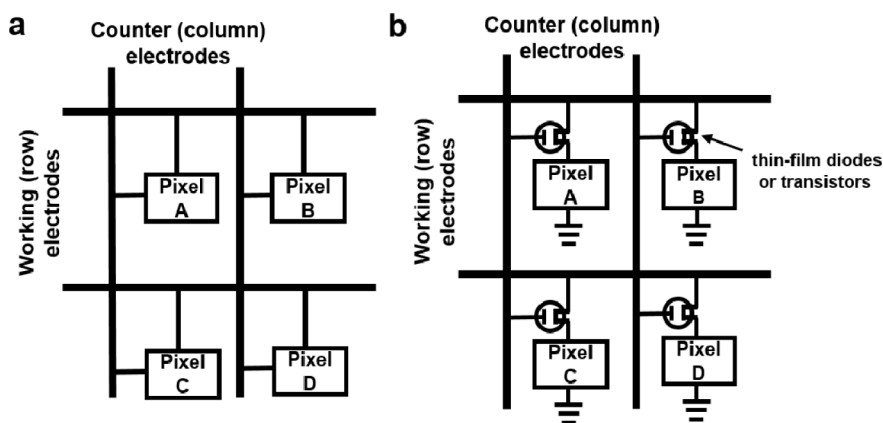 a
Counter (column)
electrodes
Working (row)
electrodes
Pixel
A
Pixel
B
Pixel
C
Pixel
D
b
Counter (column)
electrodes
Working (row)
electrodes
thin-film diodes
or transistors
Pixel
A
Pixel
B
Pixel
C
Pixel
D